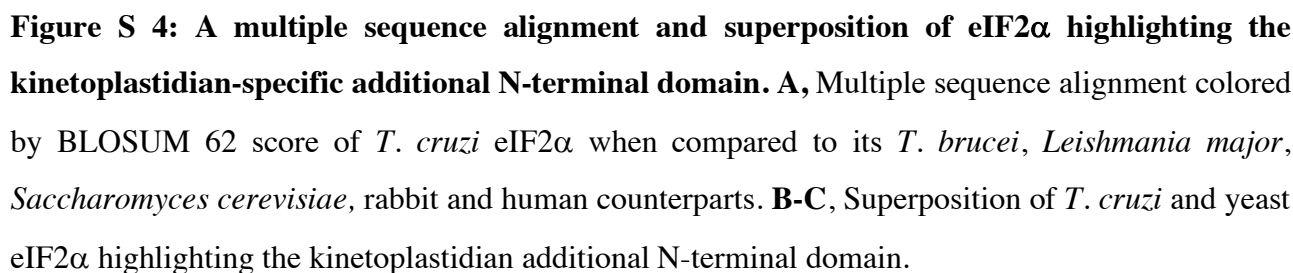 Figure S 4: A multiple sequence alignment and superposition of eIF2α highlighting the
kinetoplastidian-specific additional N-terminal domain. A, Multiple sequence alignment colored
by BLOSUM 62 score of T. cruzi eIF2α when compared to its T. brucei, Leishmania major,
Saccharomyces cerevisiae, rabbit and human counterparts. B-C, Superposition of T. cruzi and yeast
eIF2α highlighting the kinetoplastidian additional N-terminal domain.